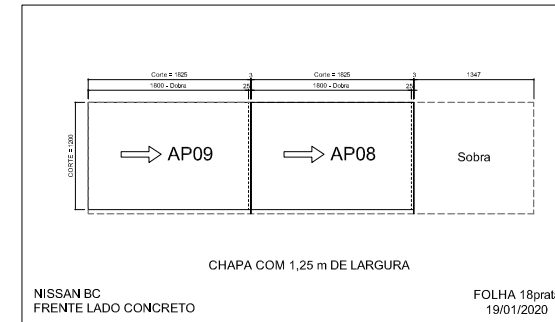 Corte = 1825 3 Corte = 1825 3 1347
1800 - Dobra 25 1800 - Dobra 25
CORTE = 1200
AP09 AP08 Sobra
CHAPA COM 1,25 m DE LARGURA
NISSAN BC
FRENTE LADO CONCRETO
FOLHA 18prata
19/01/2020